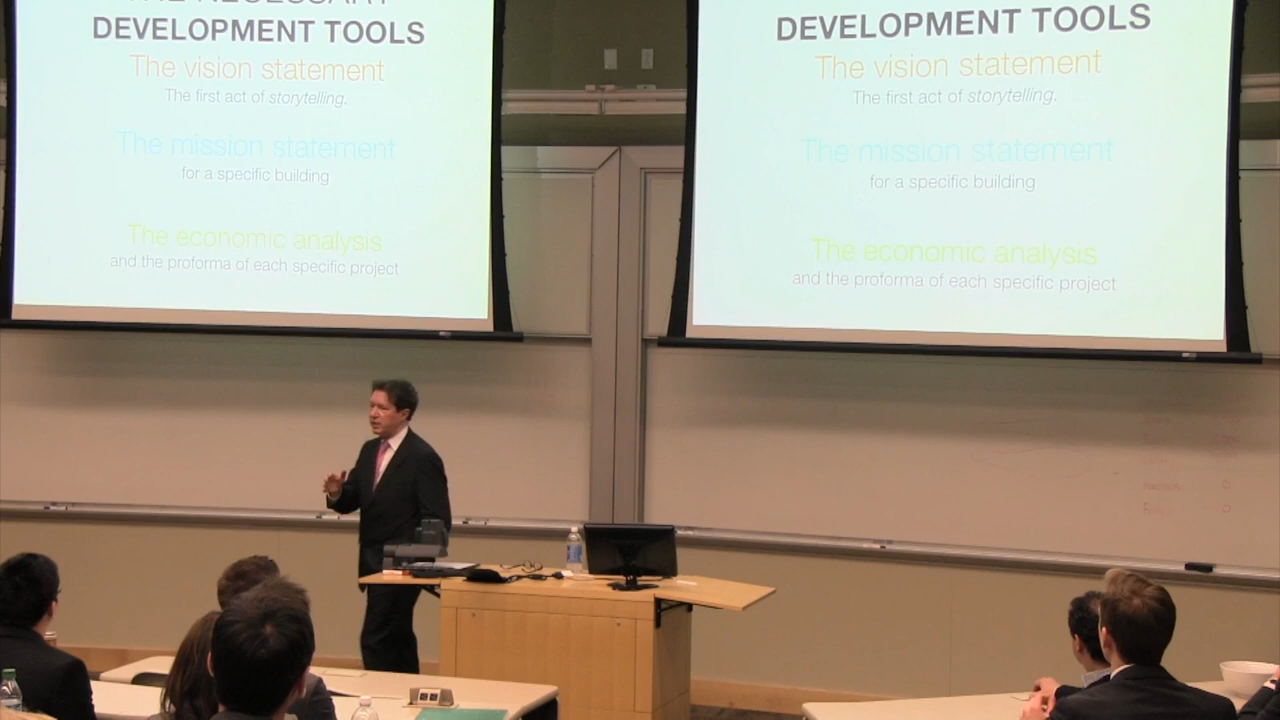 THE NECESSARY
DEVELOPMENT TOOLS
The vision statement
The first act of storytelling.
The mission statement
for a specific building
The economic analysis
and the proforma of each specific project
DEVELOPMENT TOOLS
The vision statement
The first act of storytelling.
The mission statement
for a specific building
The economic analysis
and the proforma of each specific project